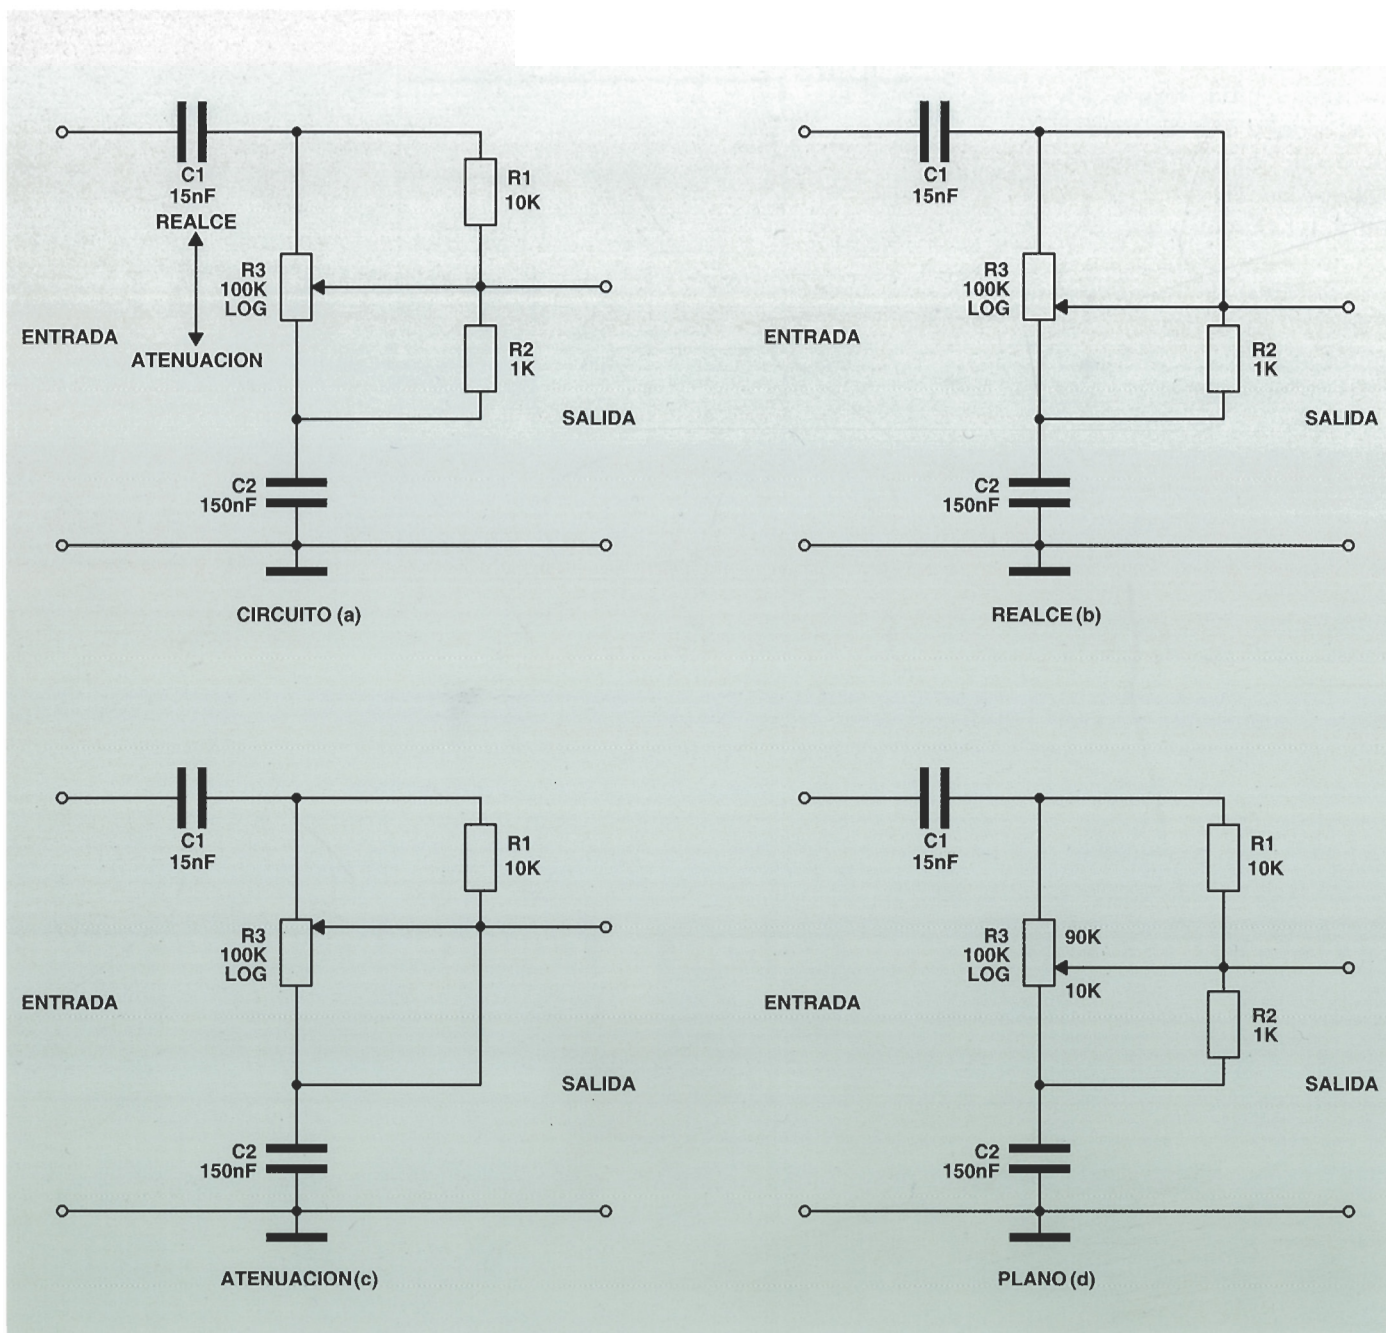 C1
15nF
REALCE
R1
10K
R3
100K
LOG
ENTRADA
ATENUACION
R2
1K
SALIDA
C2
150nF
CIRCUITO (a)
C1
15nF
R3
100K
LOG
ENTRADA
R2
1K
SALIDA
C2
150nF
REALCE (b)
C1
15nF
R1
10K
R3
100K
LOG
ENTRADA
SALIDA
C2
150nF
ATENUACION (c)
C1
15nF
R1
10K
R3
100K
LOG
90K
10K
ENTRADA
R2
1K
SALIDA
C2
150nF
PLANO (d)